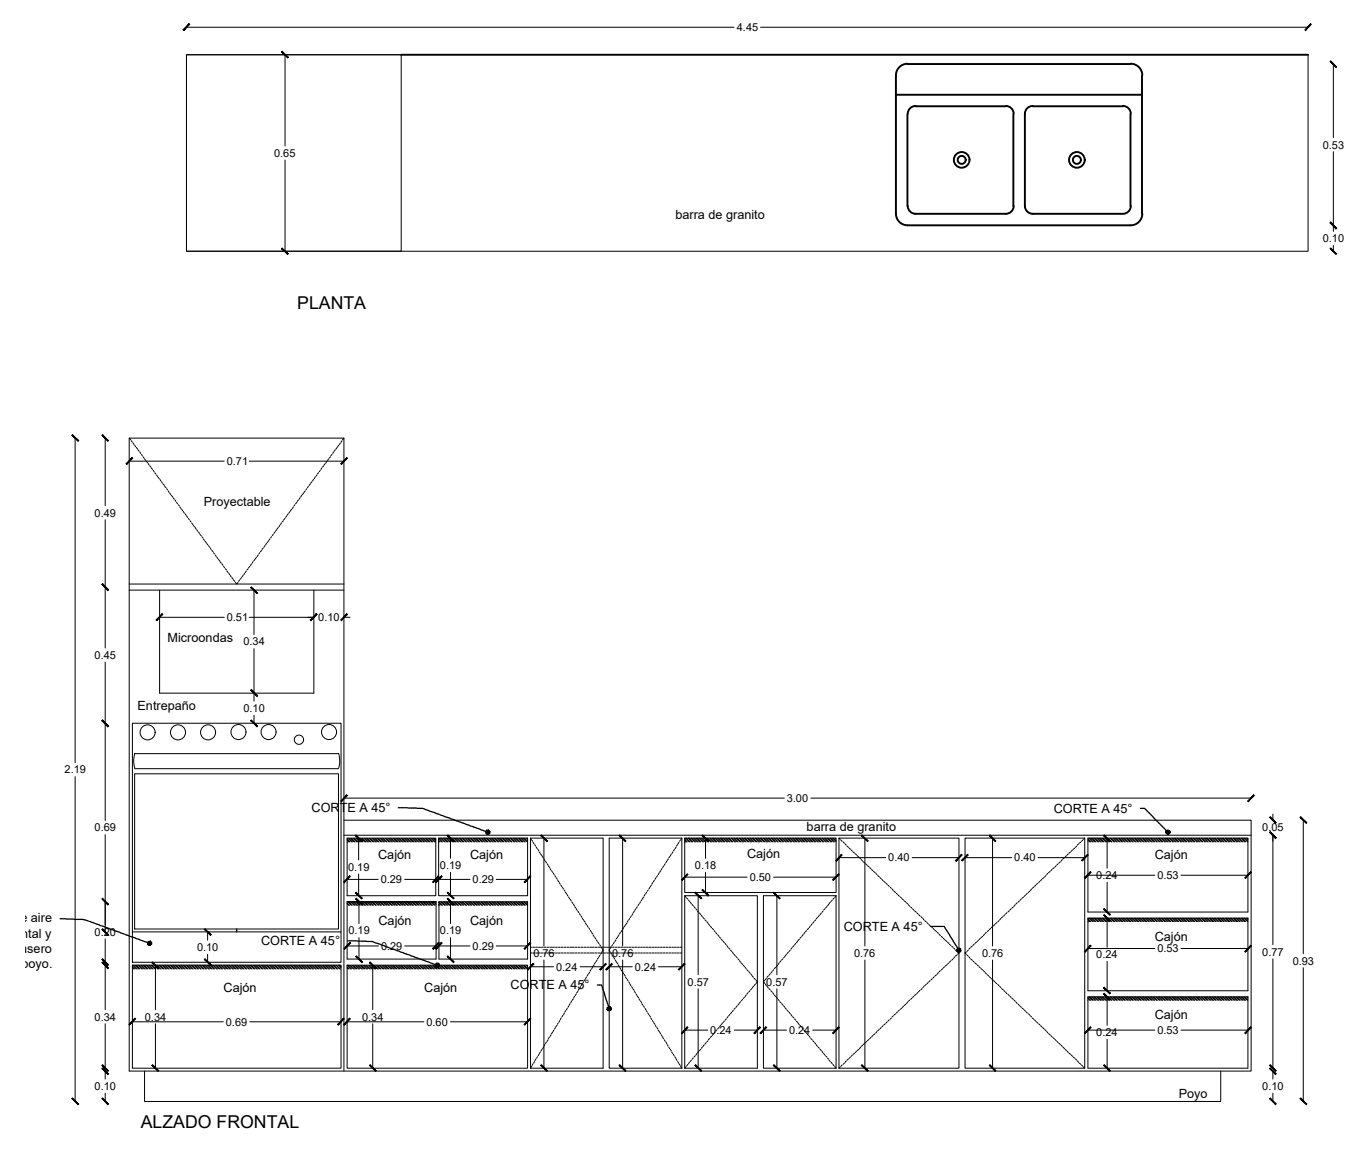 4.45
0.65
0.53
barra de granito
0.10
PLANTA
0.71
Proyectable
0.49
0.51
0.10
Microondas
0.34
0.45
Entrepaño
0.10
2.19
3.00
CORTE A 45°
CORTE A 45°
0.69
barra de granito
0.05
Cajón
Cajón
Cajón
Cajón
0.19
0.19
0.18
0.40
0.40
0.29
0.29
0.50
0.24
0.53
e aire
ntal y
asero
poyo.
0.10
Cajón
Cajón
CORTE A 45°
0.19
0.19
CORTE A 45°
Cajón
0.29
0.29
0.76
0.76
0.76
0.76
0.24
0.53
0.77
0.93
0.24
0.24
Cajón
Cajón
CORTE A 45°
0.57
0.57
Cajón
0.34
0.34
0.69
0.34
0.60
0.24
0.24
0.24
0.53
0.10
0.10
Poyo
ALZADO FRONTAL